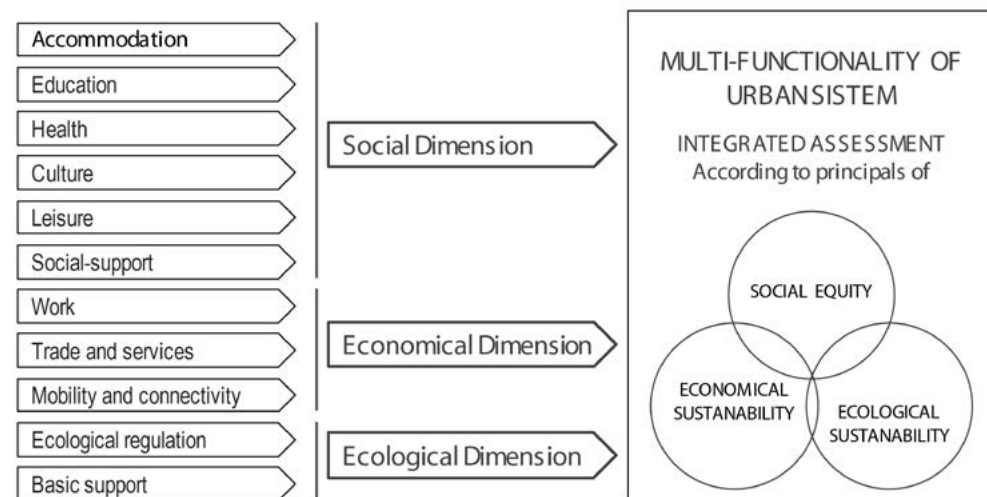 Accommodation
Education
Health
Culture
Leisure
Social-support
Work
Trade and services
Mobility and connectivity
Ecological regulation
Basic support
Social Dimension
Economical Dimension
Ecological Dimension
MULTI-FUNCTIONALITY OF
URBANSISTEM
INTEGRATED ASSESSMENT
According to principals of
SOCIAL EQUITY
ECONOMICAL
SUSTANABILITY
ECOLOGICAL
SUSTANABILITY